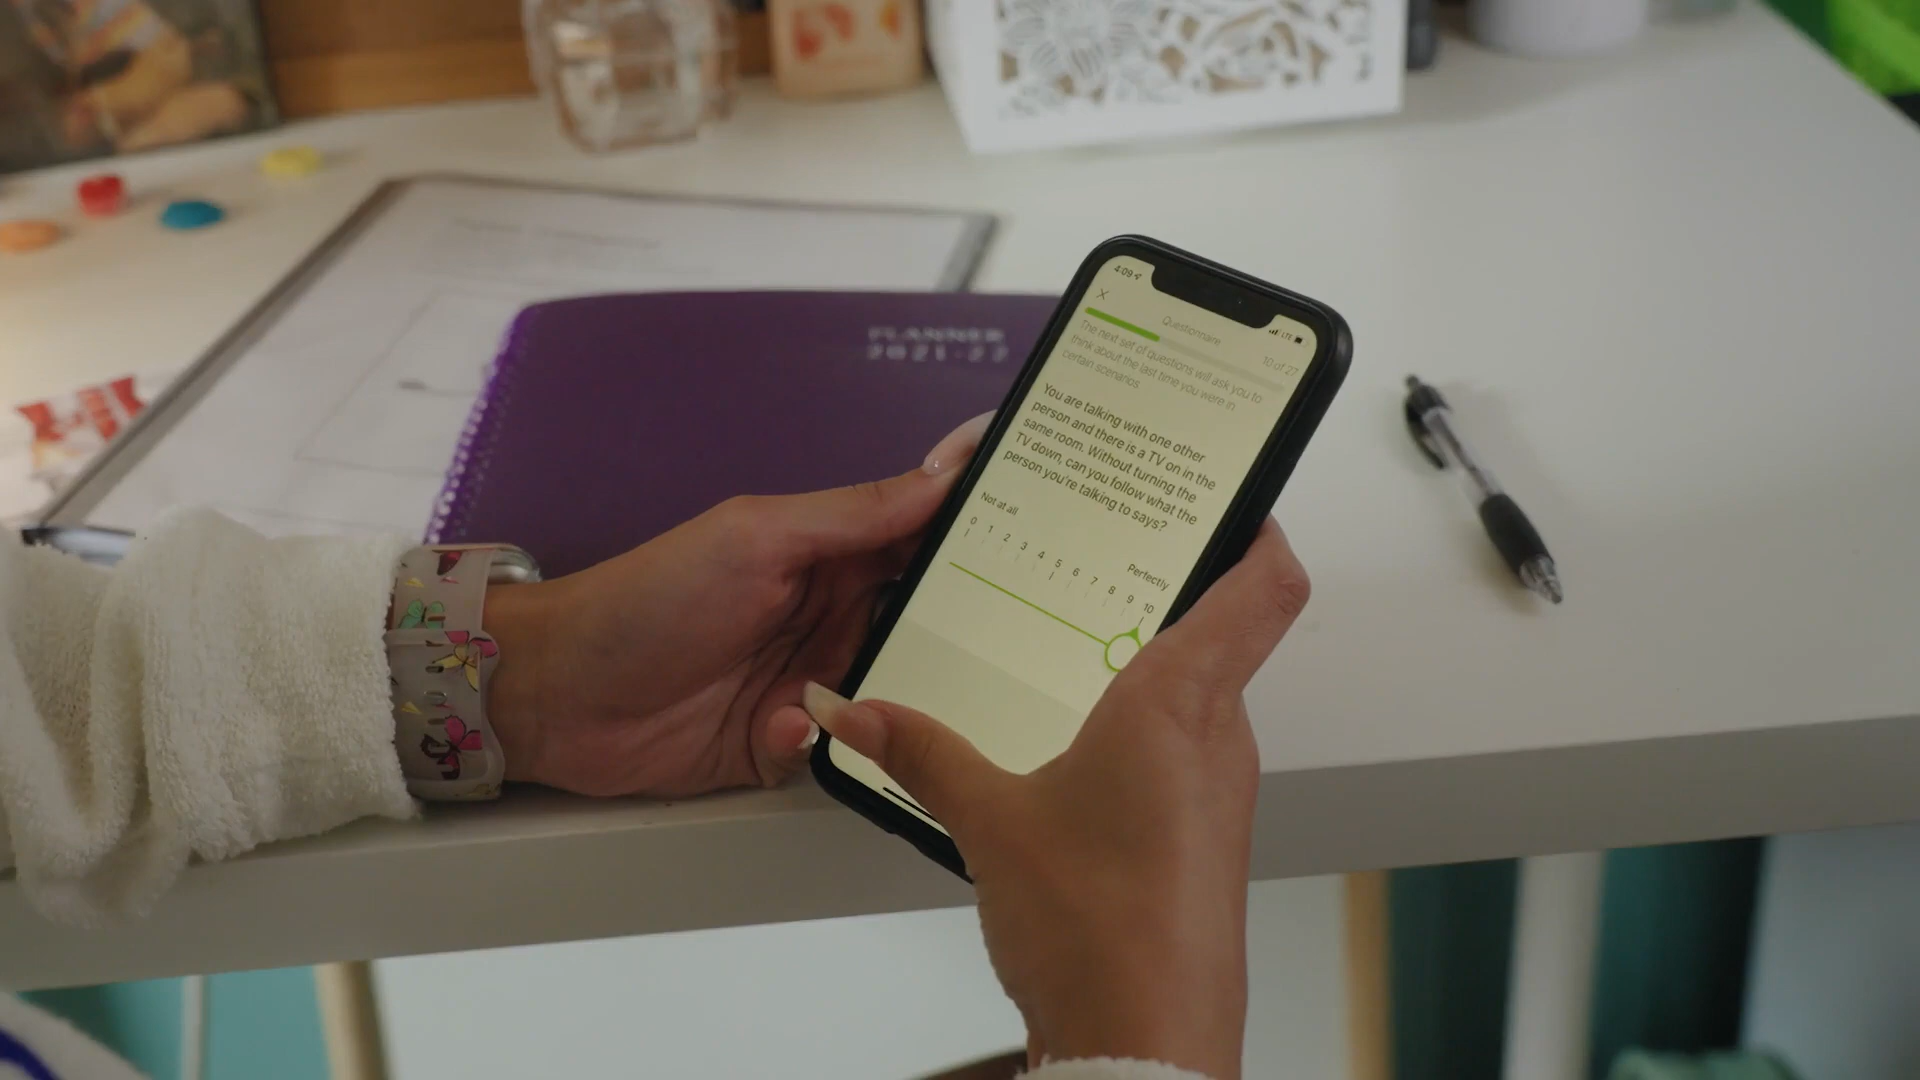 PLANNER
2021-22
4:09
LTE
Questionnaire
10 of 27
The next set of questions will ask you to
think about the last time you were in
certain scenarios
You are talking with one other
person and there is a TV on in the
same room. Without turning the
TV down, can you follow what the
person you're talking to says?
Not at all
Perfectly
0 1 2 3 4 5 6 7 8 9 10